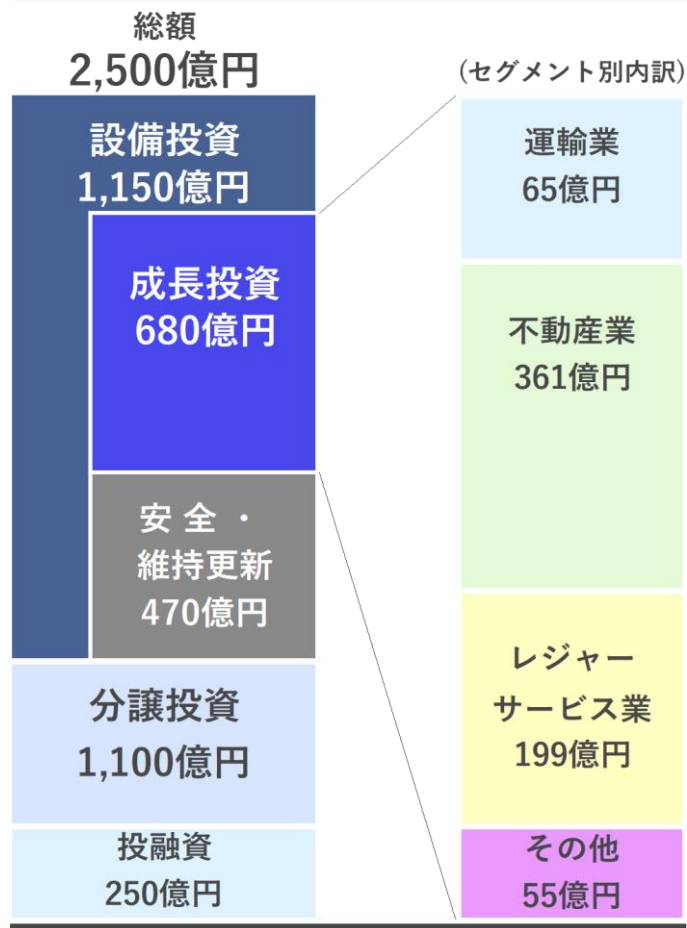 総額
2,500億円
設備投資
1,150億円
成長投資
680億円
安全・
維持更新
470億円
分譲投資
1,100億円
投融資
250億円
(セグメント別内訳)
運輸業
65億円
不動産業
361億円
レジャー
サービス業
199億円
その他
55億円